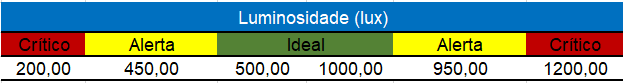 Luminosidade (lux)
Crítico Alerta Ideal Alerta Crítico
200,00 450,00 500,00 1000,00 950,00 1200,00